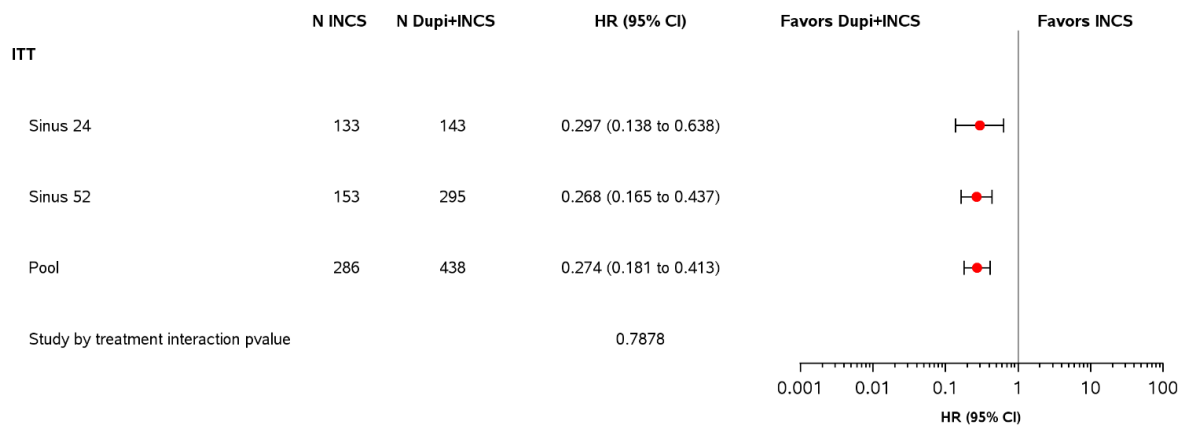 N INCS N Dupi+INCS HR (95% CI) Favors Dupi+INCS Favors INCS
ITT
Sinus 24 133 143 0.297 (0.138 to 0.638)
Sinus 52 153 295 0.268 (0.165 to 0.437)
Pool 286 438 0.274 (0.181 to 0.413)
Study by treatment interaction pvalue 0.7878
0.001 0.01 0.1 1 10 100
HR (95% CI)